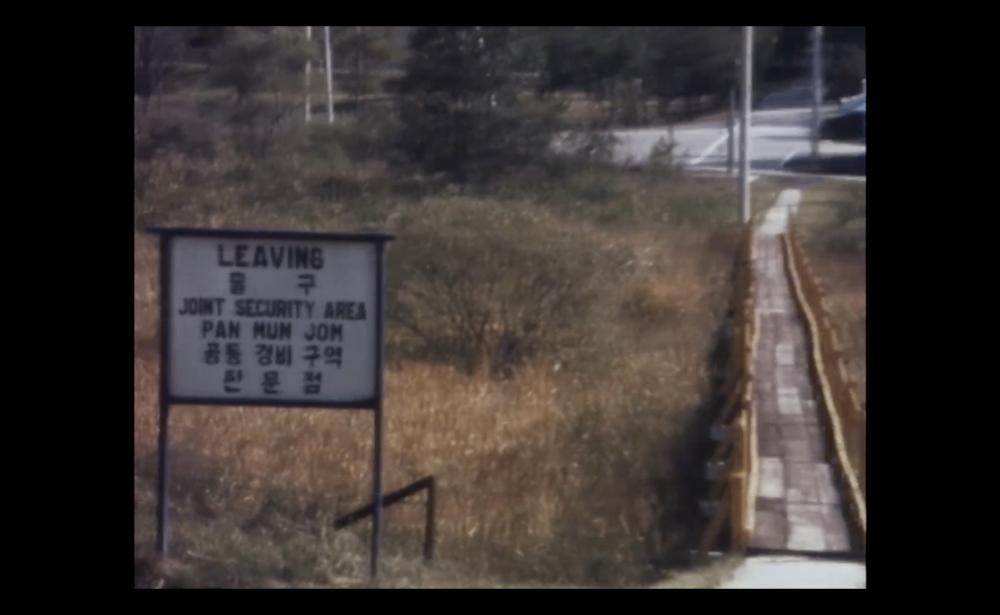 LEAVING
출 구
JOINT SECURITY AREA
PAN MUN JOM
공동 경비 구역
판 문 점